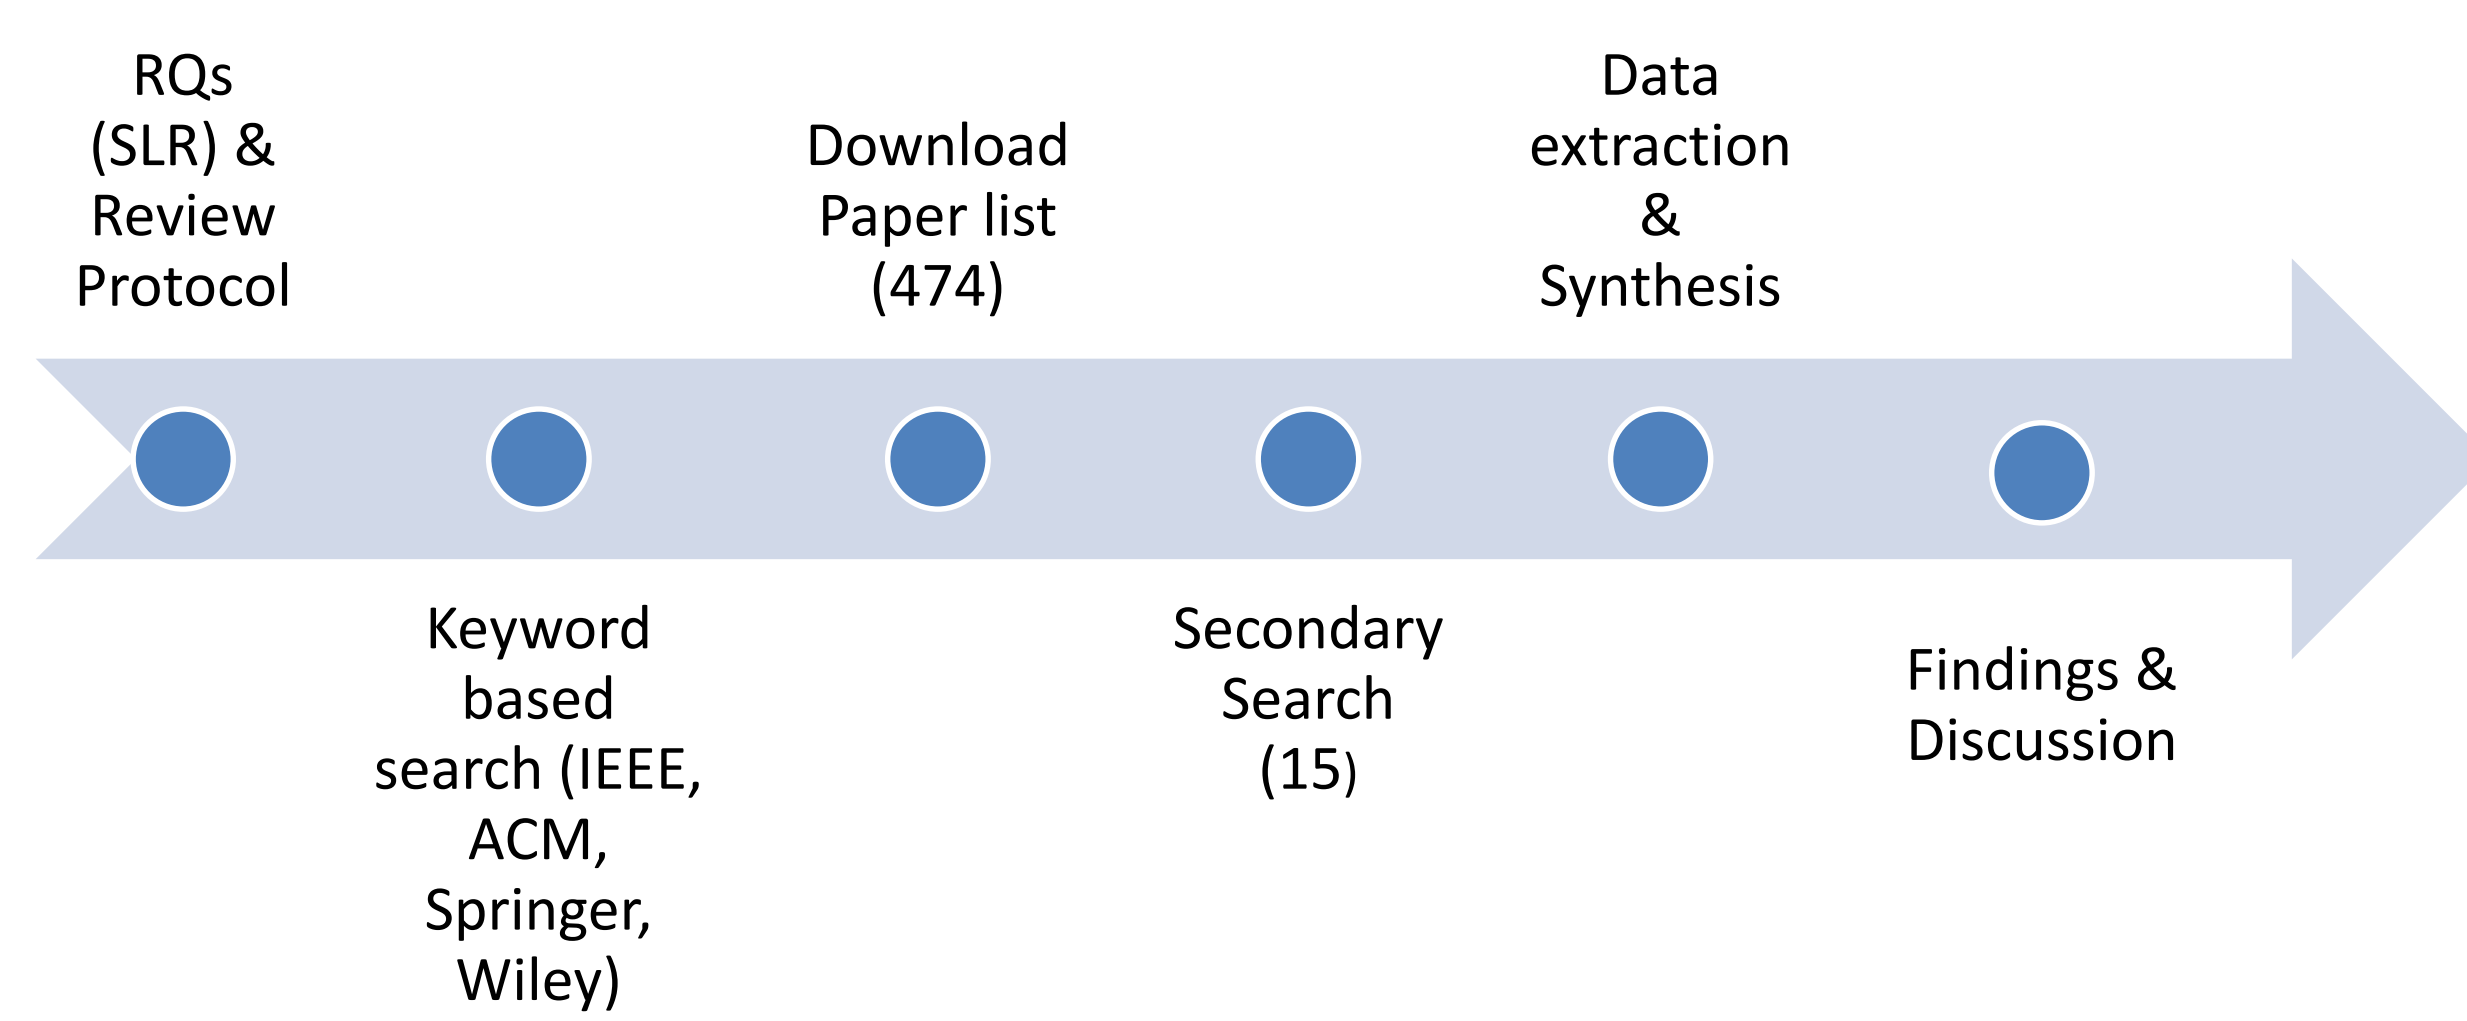 RQs
(SLR) &
Review
Protocol
Keyword
based
search (IEEE,
ACM,
Springer,
Wiley)
Download
Paper list
(474)
Secondary
Search
(15)
Data
extraction
&
Synthesis
Findings &
Discussion